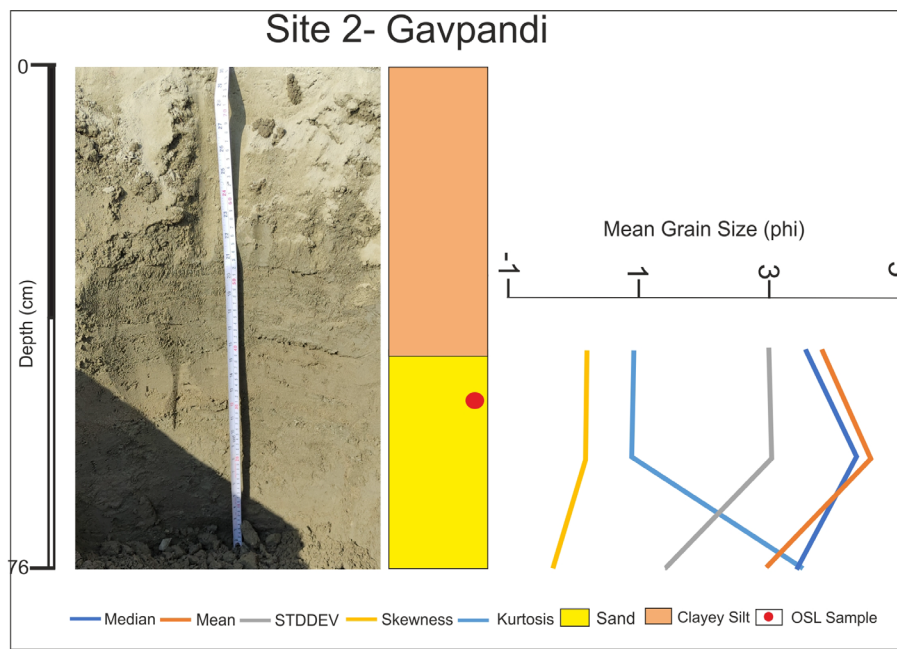 Site 2- Gavpandi
0
Depth (cm)
76
Mean Grain Size (phi)
-1
1
3
Median
Mean
STDDEV
Skewness
Kurtosis
Sand
Clayey Silt
OSL Sample